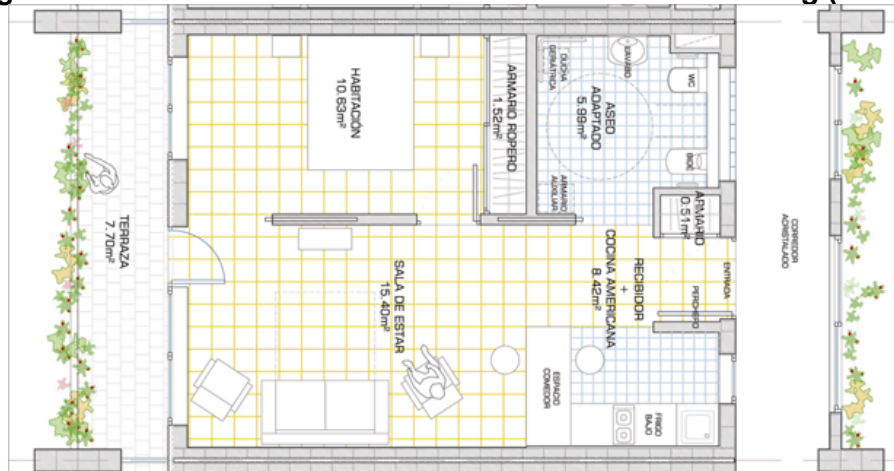 HABITACIÓN
10.63m²
ARMARIO ROPERO
1.52m²
DUCHA
GERIÁTRICA
LAVABO
WC
ASEO
ADAPTADO
5.99m²
BIDÉ
ARMARIO
AUXILIAR
ARMARIO
0.51m²
CORREDOR
ACRISTALADO
TERRAZA
7.70m²
SALA DE ESTAR
15.40m²
RECIBIDOR
+
COCINA AMERICANA
8.42m²
ENTRADA
PERCHERO
ESPACIO
COMEDOR
FRIGO
BAJO